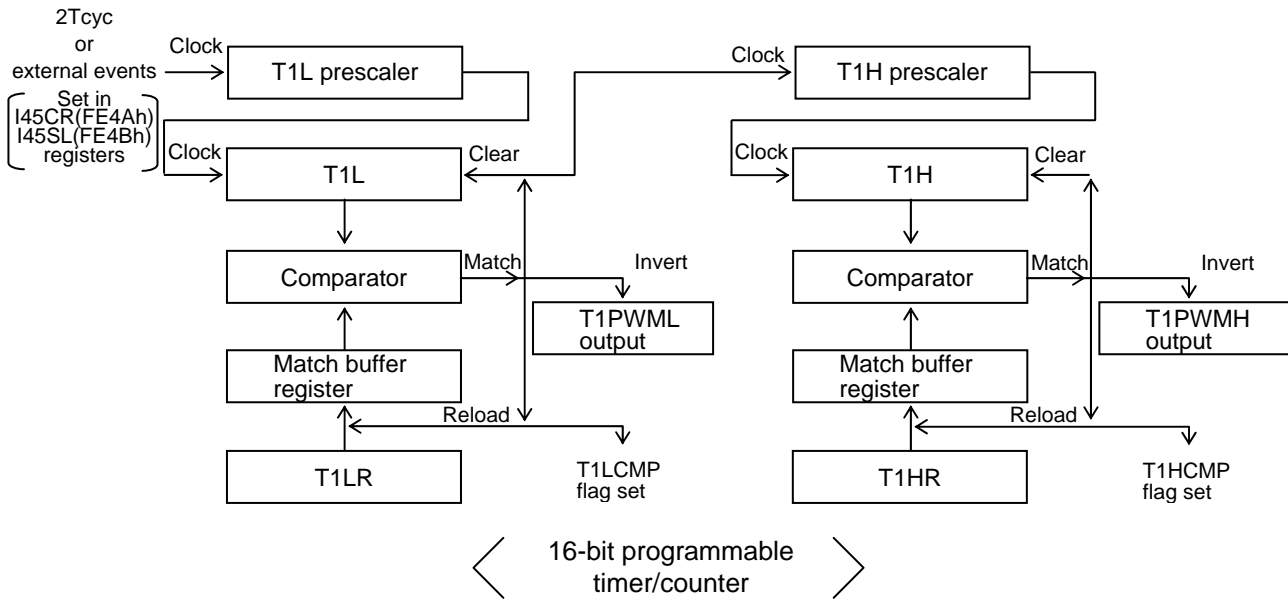 2Tcyc
or
external events
Set in
I45CR(FE4Ah)
I45SL(FE4Bh)
registers
Clock
T1L prescaler
Clock
T1L
Clear
Comparator
Match
Invert
T1PWML
output
Match buffer
register
Reload
T1LR
T1LCMP
flag set
Clock
T1H prescaler
Clock
T1H
Clear
Comparator
Match
Invert
T1PWMH
output
Match buffer
register
Reload
T1HR
T1HCMP
flag set
16-bit programmable
timer/counter